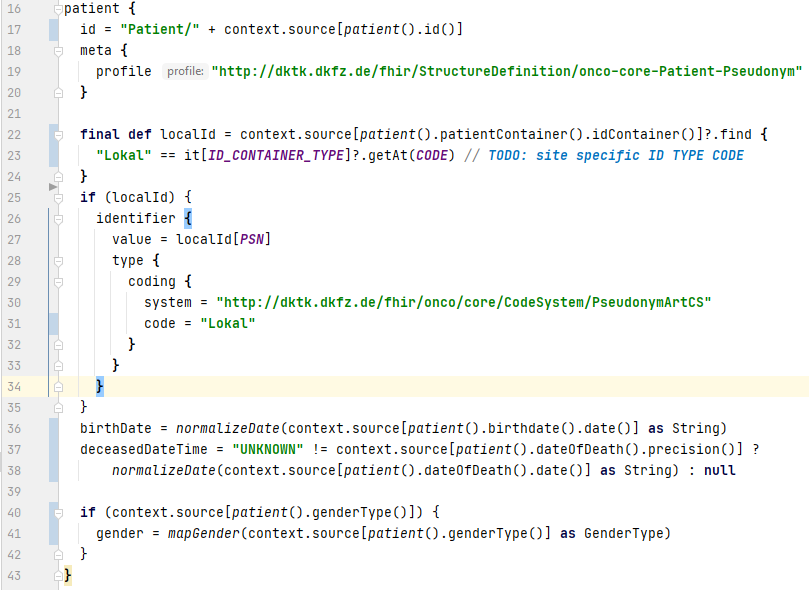 16 patient {
17   id = "Patient/" + context.source[patient().id()]
18   meta {
19     profile profile: "http://dktk.dkfz.de/fhir/StructureDefinition/onco-core-Patient-Pseudonym"
20   }
21
22   final def localId = context.source[patient().patientContainer().idContainer()]?.find {
23     "Lokal" == it[ID_CONTAINER_TYPE]?.getAt(CODE) // TODO: site specific ID TYPE CODE
24   }
25   if (localId) {
26     identifier {
27       value = localId[PSN]
28       type {
29         coding {
30           system = "http://dktk.dkfz.de/fhir/onco/core/CodeSystem/PseudonymArtCS"
31           code = "Lokal"
32         }
33       }
34     }
35   }
36   birthDate = normalizeDate(context.source[patient().birthdate().date()] as String)
37   deceasedDateTime = "UNKNOWN" != context.source[patient().dateOfDeath().precision()] ?
38       normalizeDate(context.source[patient().dateOfDeath().date()] as String) : null
39
40   if (context.source[patient().genderType()]) {
41     gender = mapGender(context.source[patient().genderType()] as GenderType)
42   }
43 }